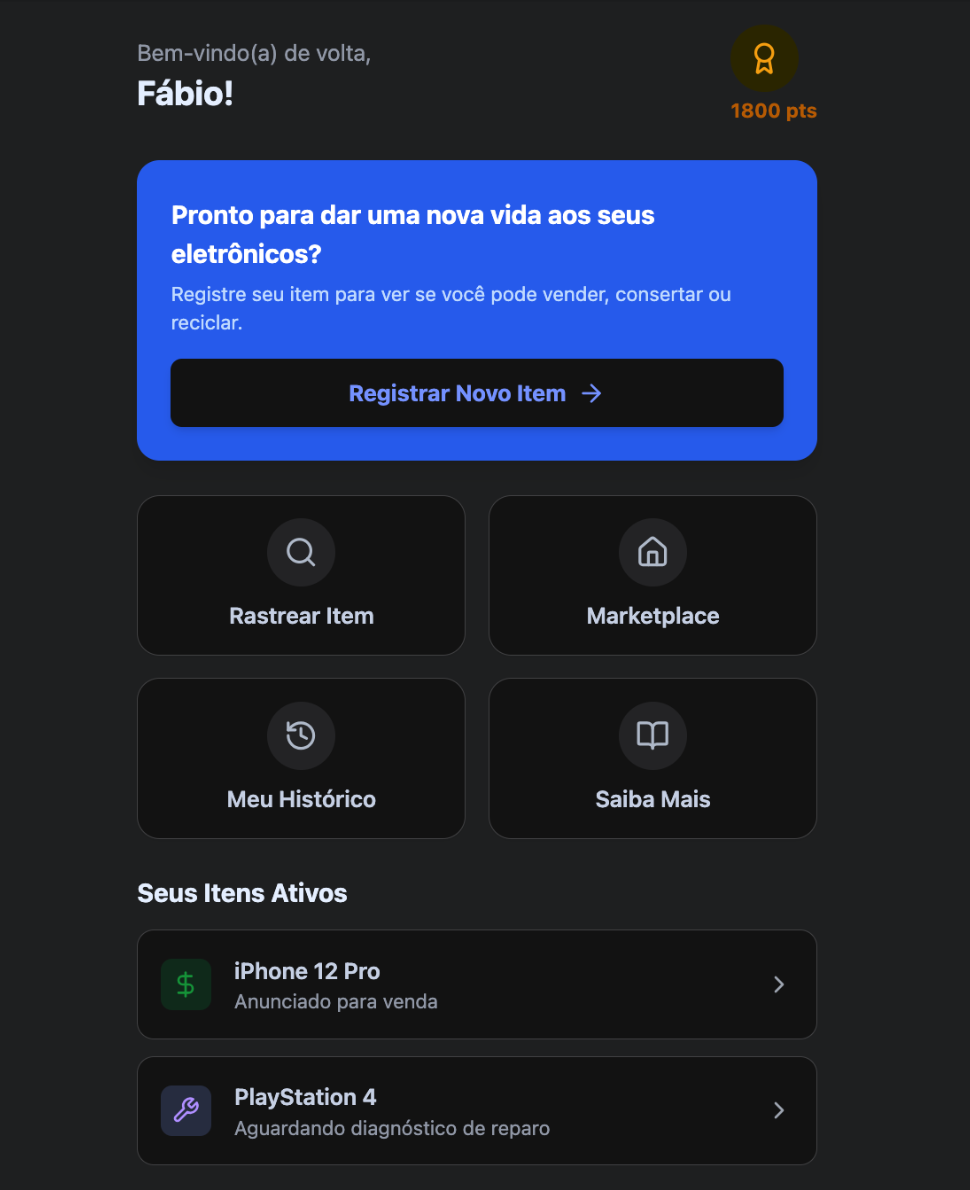 Bem-vindo(a) de volta,
Fábio!
1800 pts
Pronto para dar uma nova vida aos seus
eletrônicos?
Registre seu item para ver se você pode vender, consertar ou
reciclar.
Registrar Novo Item →
Rastrear Item
Marketplace
Meu Histórico
Saiba Mais
Seus Itens Ativos
$
iPhone 12 Pro
Anunciado para venda
PlayStation 4
Aguardando diagnóstico de reparo